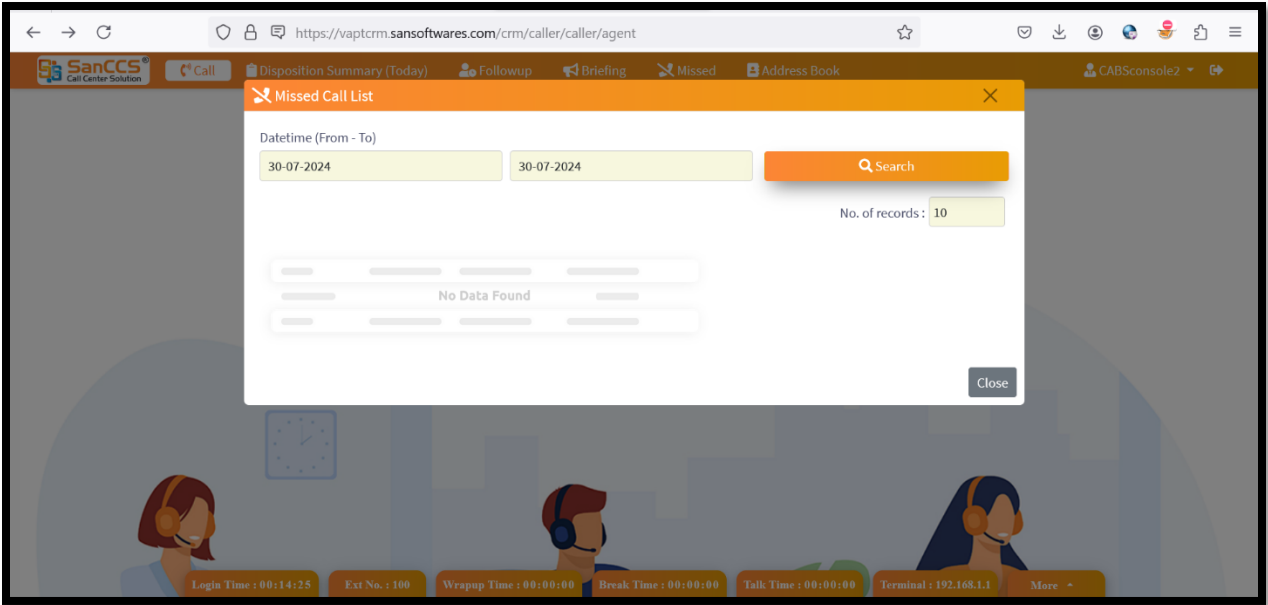 https://vaptcrm.sansoftwares.com/crm/caller/caller/agent
SanCCS®
Call Center Solution
Call
Disposition Summary (Today)
Followup
Briefing
Missed
Address Book
CABSconsole2
Missed Call List
Datetime (From - To)
30-07-2024
30-07-2024
Search
No. of records :
10
No Data Found
Close
Login Time : 00:14:25
Ext No. : 100
Wrapup Time : 00:00:00
Break Time : 00:00:00
Talk Time : 00:00:00
Terminal : 192.168.1.1
More